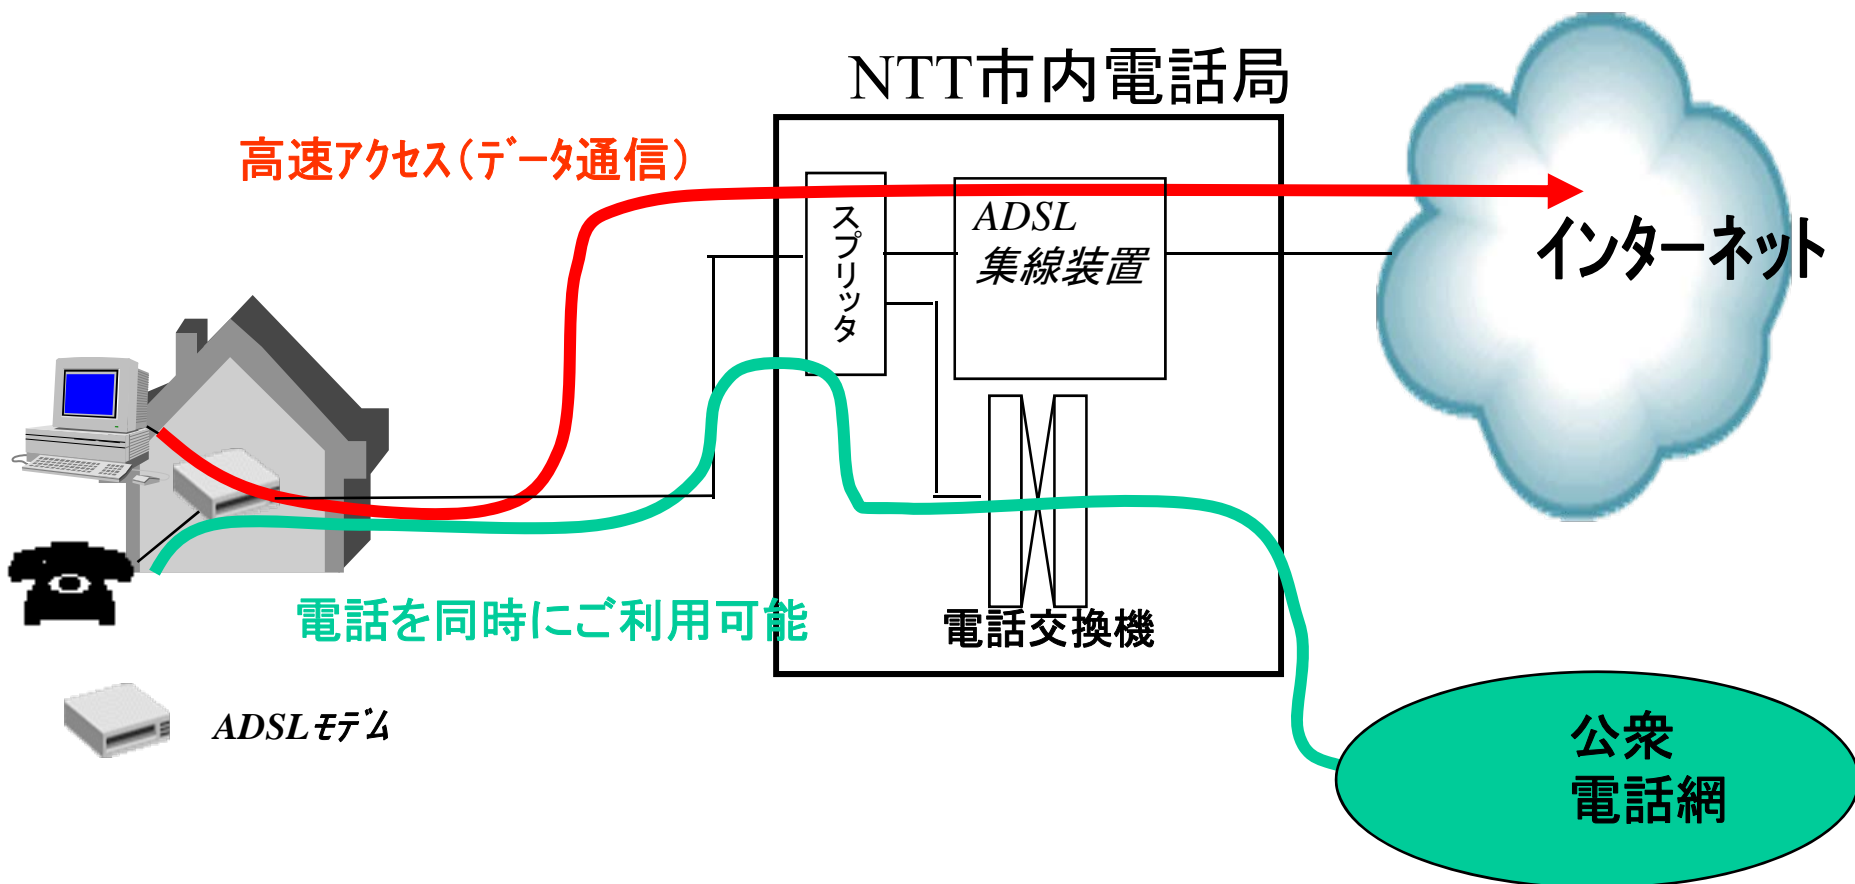 NTT市内電話局
高速ｱｸｾｽ(ﾃﾞｰﾀ通信)
スプリッタ
ADSL
集線装置
インターネット
電話を同時にご利用可能
電話交換機
ADSLﾓﾃﾞﾑ
公衆
電話網